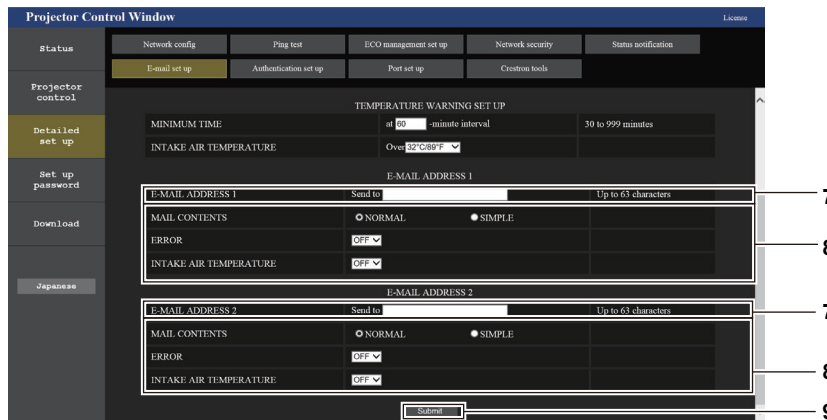 Projector Control Window
License
Status
Projector
control
Detailed
set up
Set up
password
Download
Japanese
Network config
Ping test
ECO management set up
Network security
Status notification
E-mail set up
Authentication set up
Port set up
Crestron tools
TEMPERATURE WARNING SET UP
MINIMUM TIME at 60 -minute interval 30 to 999 minutes
INTAKE AIR TEMPERATURE Over 32°C/89°F
E-MAIL ADDRESS 1
E-MAIL ADDRESS 1 Send to Up to 63 characters 7
MAIL CONTENTS NORMAL SIMPLE
8
ERROR OFF
INTAKE AIR TEMPERATURE OFF
E-MAIL ADDRESS 2
E-MAIL ADDRESS 2 Send to Up to 63 characters 7
MAIL CONTENTS NORMAL SIMPLE
ERROR OFF
8
INTAKE AIR TEMPERATURE OFF
Submit 9